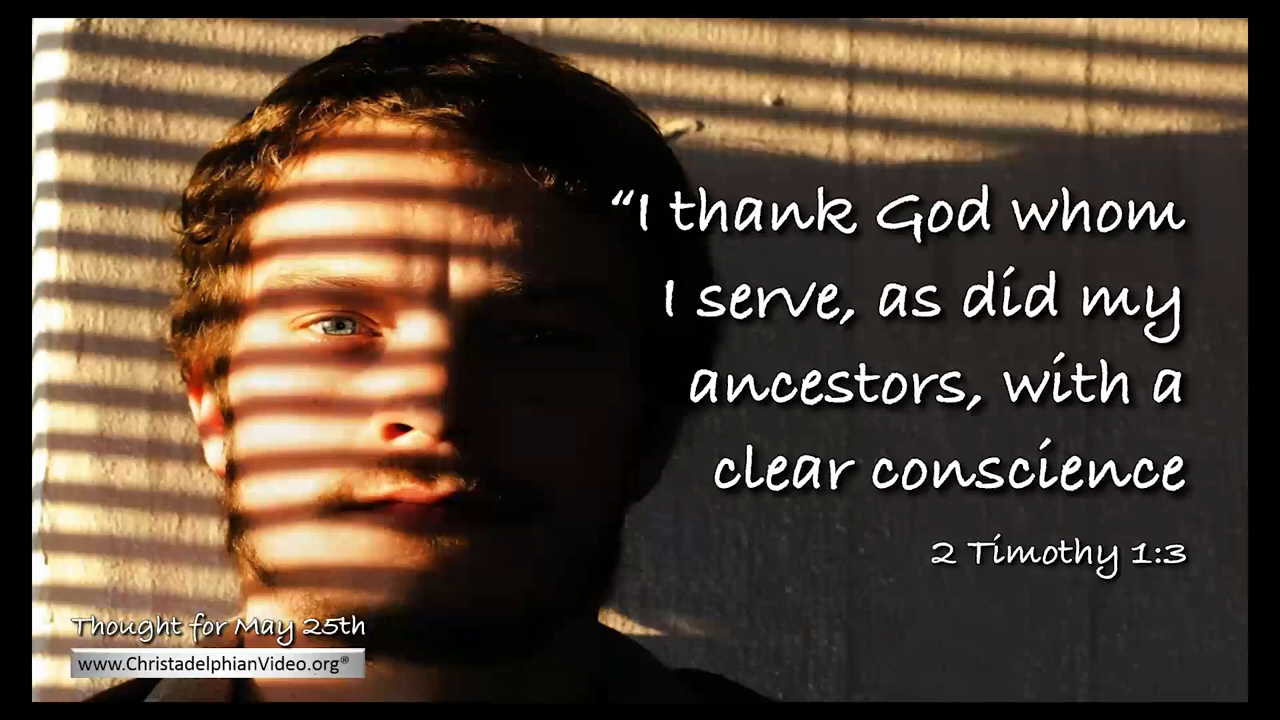 “I thank God whom
I serve, as did my
ancestors, with a
clear conscience
2 Timothy 1:3
Thought for May 25th
www.ChristadelphianVideo.org®